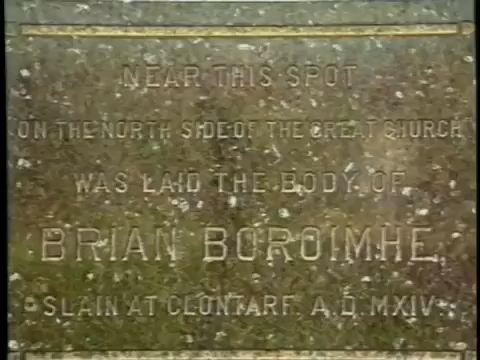 NEAR THIS SPOT
ON THE NORTH SIDE OF THE GREAT CHURCH
WAS LAID THE BODY OF
BRIAN BOROIMHE
SLAIN AT CLONTARF. A.D. MXIV.